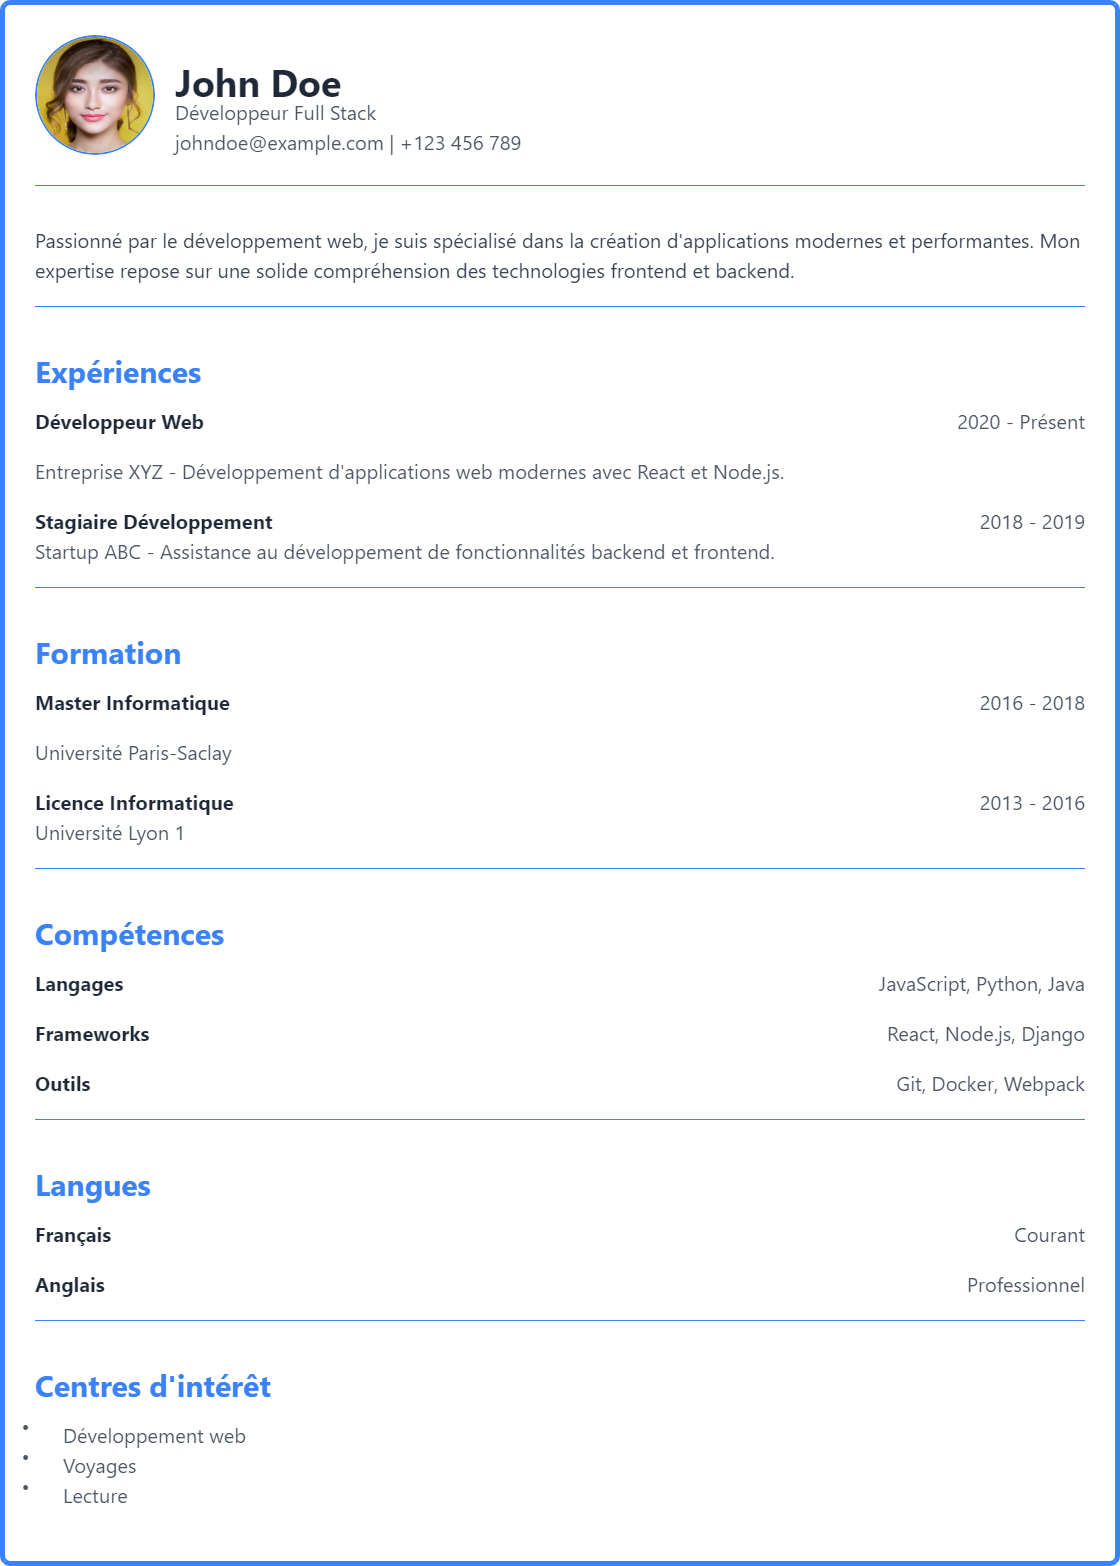 John Doe
Développeur Full Stack
johndoe@example.com | +123 456 789
Passionné par le développement web, je suis spécialisé dans la création d'applications modernes et performantes. Mon
expertise repose sur une solide compréhension des technologies frontend et backend.
Expériences
Développeur Web 2020 - Présent
Entreprise XYZ - Développement d'applications web modernes avec React et Node.js.
Stagiaire Développement 2018 - 2019
Startup ABC - Assistance au développement de fonctionnalités backend et frontend.
Formation
Master Informatique 2016 - 2018
Université Paris-Saclay
Licence Informatique 2013 - 2016
Université Lyon 1
Compétences
Langages JavaScript, Python, Java
Frameworks React, Node.js, Django
Outils Git, Docker, Webpack
Langues
Français Courant
Anglais Professionnel
Centres d'intérêt
• Développement web
• Voyages
• Lecture